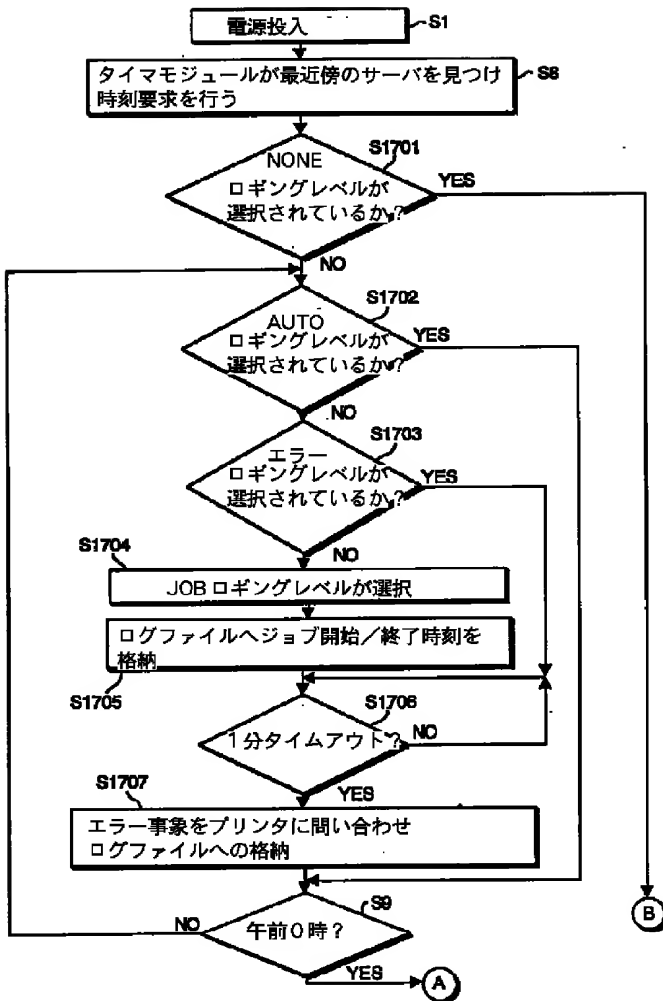 電源投入
S1
タイマモジュールが最近傍のサーバを見つけ
時刻要求を行う
S8
S1701
NONE
ロギングレベルが
選択されているか?
YES
NO
S1702
AUTO
ロギングレベルが
選択されているか?
YES
NO
S1703
エラー
ロギングレベルが
選択されているか?
YES
NO
S1704
JOB ロギングレベルが選択
ログファイルへジョブ開始/終了時刻を
格納
S1705
S1706
1分タイムアウト?
NO
YES
S1707
エラー事象をプリンタに問い合わせ
ログファイルへの格納
S9
午前0時?
NO
YES
A
B